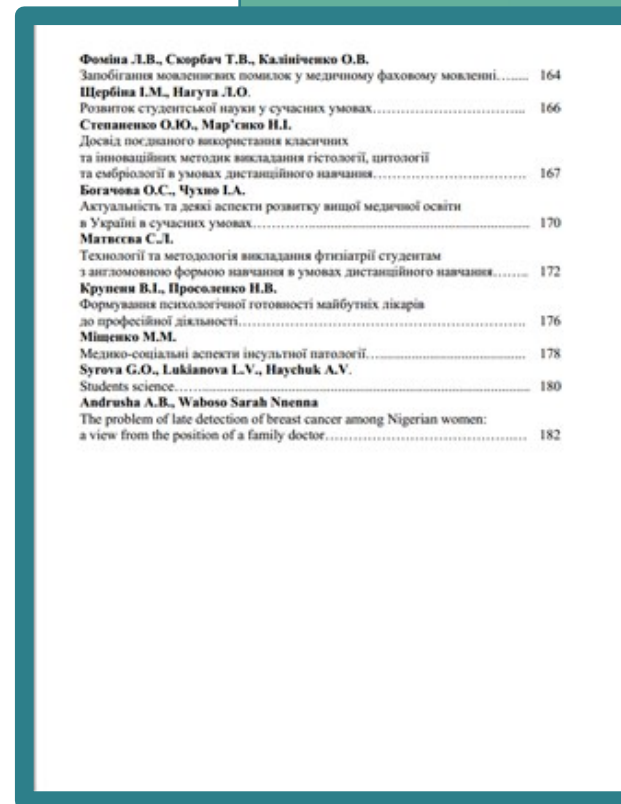 Фоміна Л.В., Скорбач Т.В., Калініченко О.В.
Запобігання мовленнєвих помилок у медичному фаховому мовленні…..... 164
Щербіна І.М., Нагута Л.О.
Розвиток студентської науки у сучасних умовах……………………………... 166
Степаненко О.Ю., Мар’єнко Н.І.
Досвід поєднаного використання класичних
та інноваційних методик викладання гістології, цитології
та ембріології в умовах дистанційного навчання…………………………… 167
Богачова О.С., Чухно І.А.
Актуальність та деякі аспекти розвитку вищої медичної освіти
в Україні в сучасних умовах…………………………………………………… 170
Матвєєва С.Л.
Технології та методологія викладання фтизіатрії студентам
з англомовною формою навчання в умовах дистанційного навчання…….. 172
Крупеня В.І., Просоленко Н.В.
Формування психологічної готовності майбутніх лікарів
до професійної діяльності……………………………………………………… 176
Міщенко М.М.
Медико-соціальні аспекти інсультної патології……………………………… 178
Syrova G.O., Lukianova L.V., Haychuk A.V.
Students science………………………………………………………………… 180
Andrusha A.B., Waboso Sarah Nnenna
The problem of late detection of breast cancer among Nigerian women:
a view from the position of a family doctor…………………………………… 182